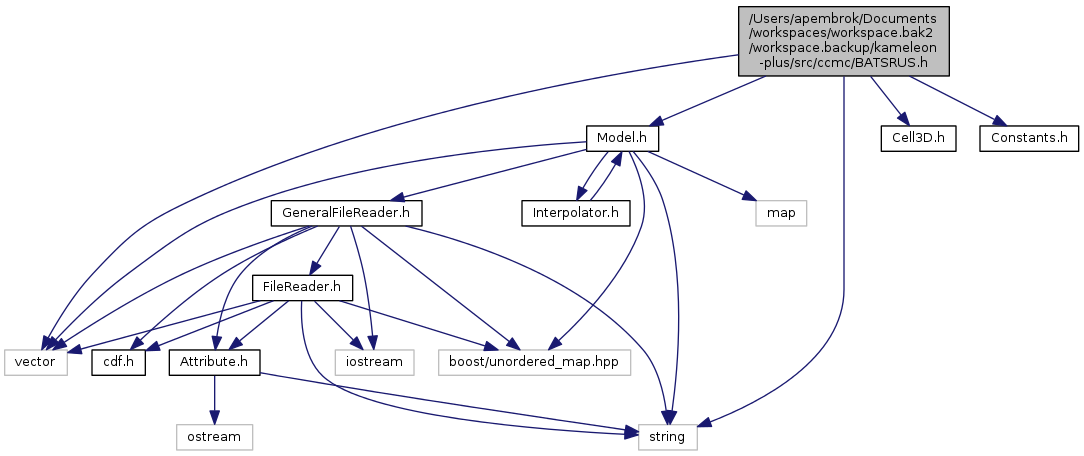 /Users/apembrok/Documents
/workspaces/workspace.bak2
/workspace.backup/kameleon
-plus/src/ccmc/BATSRUS.h
Model.h
Cell3D.h
Constants.h
GeneralFileReader.h
Interpolator.h
map
FileReader.h
vector
cdf.h
Attribute.h
iostream
boost/unordered_map.hpp
ostream
string